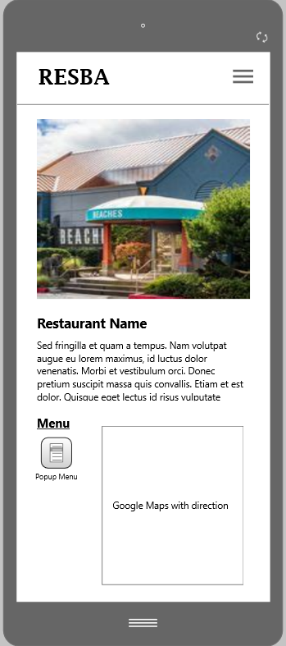 RESBA
BEACHES
BEACH
Restaurant Name
Sed fringilla et quam a tempus. Nam volutpat
augue eu lorem maximus, id luctus dolor
venenatis. Morbi et vestibulum orci. Donec
pretium suscipit massa quis convallis. Etiam et est
dolor. Quisque eget lectus id risus vulputate
Menu
Popup Menu
Google Maps with direction